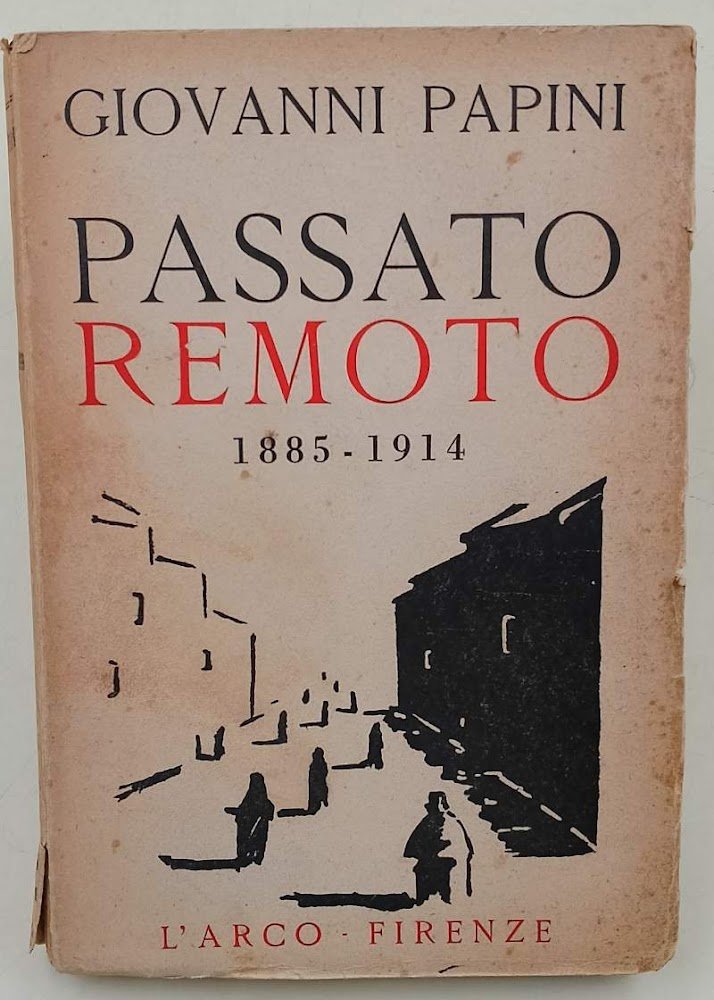 GIOVANNI PAPINI
PASSATO
REMOTO
1885 - 1914
L'ARCO - FIRENZE